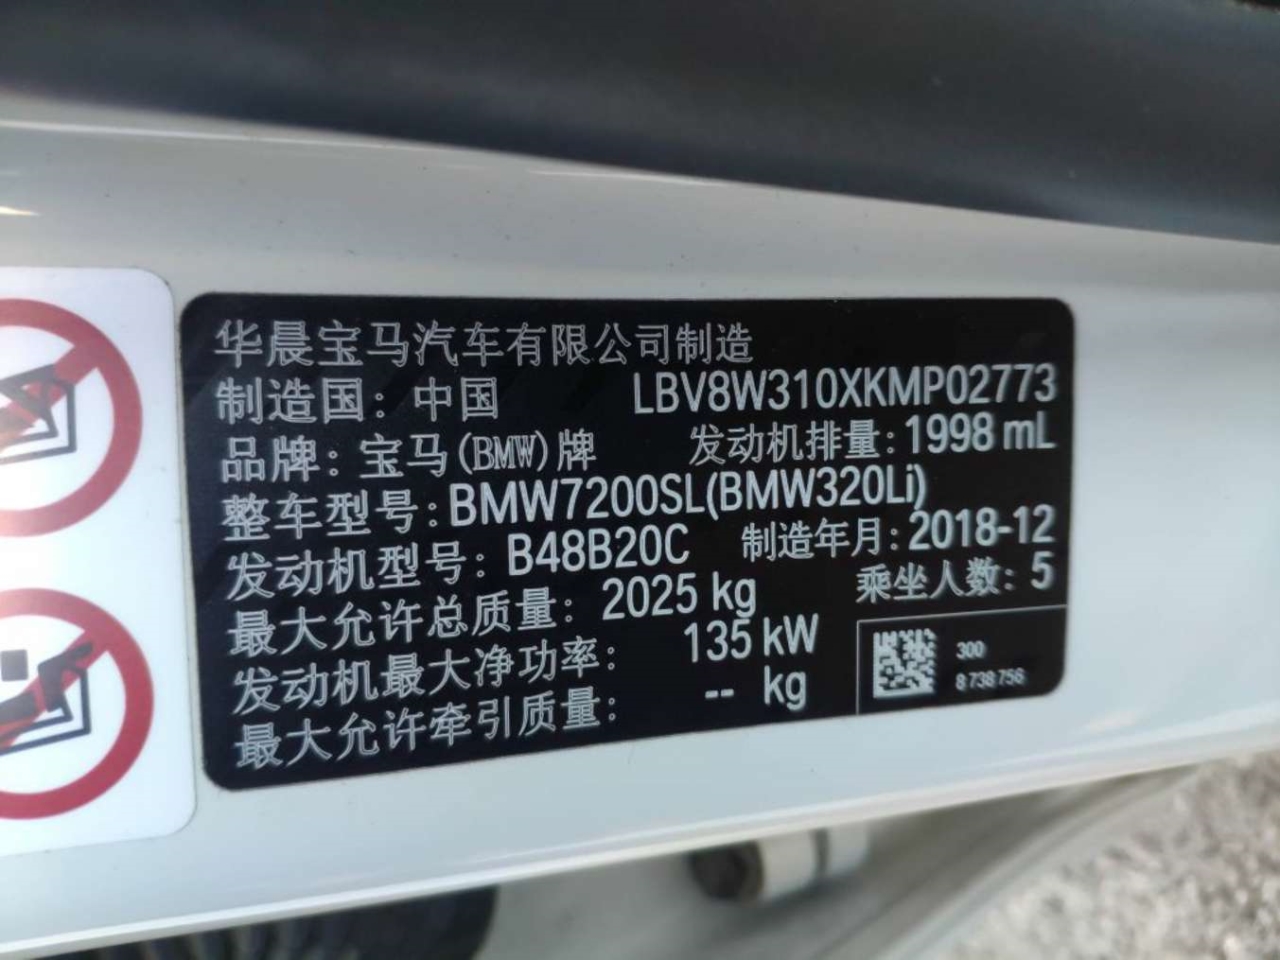 华晨宝马汽车有限公司制造
制造国：中国 LBV8W310XKMP02773
品牌：宝马(BMW)牌 发动机排量：1998 mL
整车型号：BMW7200SL(BMW320Li)
发动机型号：B48B20C 制造年月：2018-12
最大允许总质量：2025 kg 乘坐人数：5
发动机最大净功率：135 kW
最大允许牵引质量：-- kg
300
8 738 756